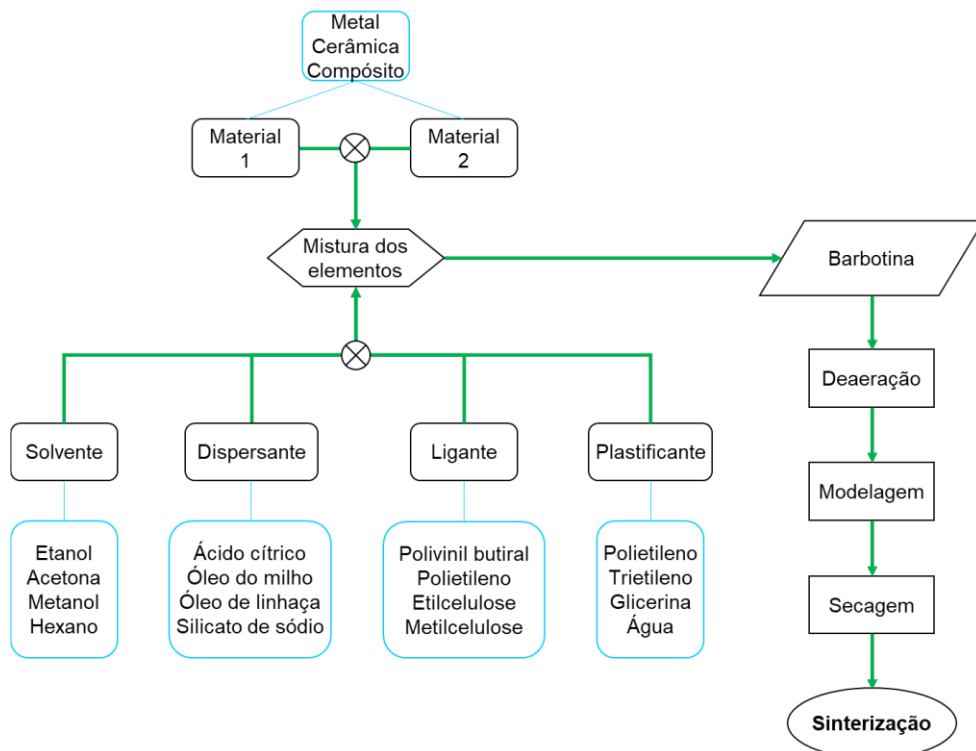 Metal
Cerâmica
Compósito
Material
1
Material
2
Mistura dos
elementos
Barbotina
Deaeração
Solvente
Dispersante
Ligante
Plastificante
Modelagem
Etanol
Acetona
Metanol
Hexano
Ácido cítrico
Óleo do milho
Óleo de linhaça
Silicato de sódio
Polivinil butiral
Polietileno
Etilcelulose
Metilcelulose
Polietileno
Trietileno
Glicerina
Água
Secagem
Sinterização